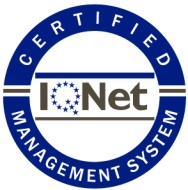 CERTIFIED
IQNet
MANAGEMENT SYSTEM